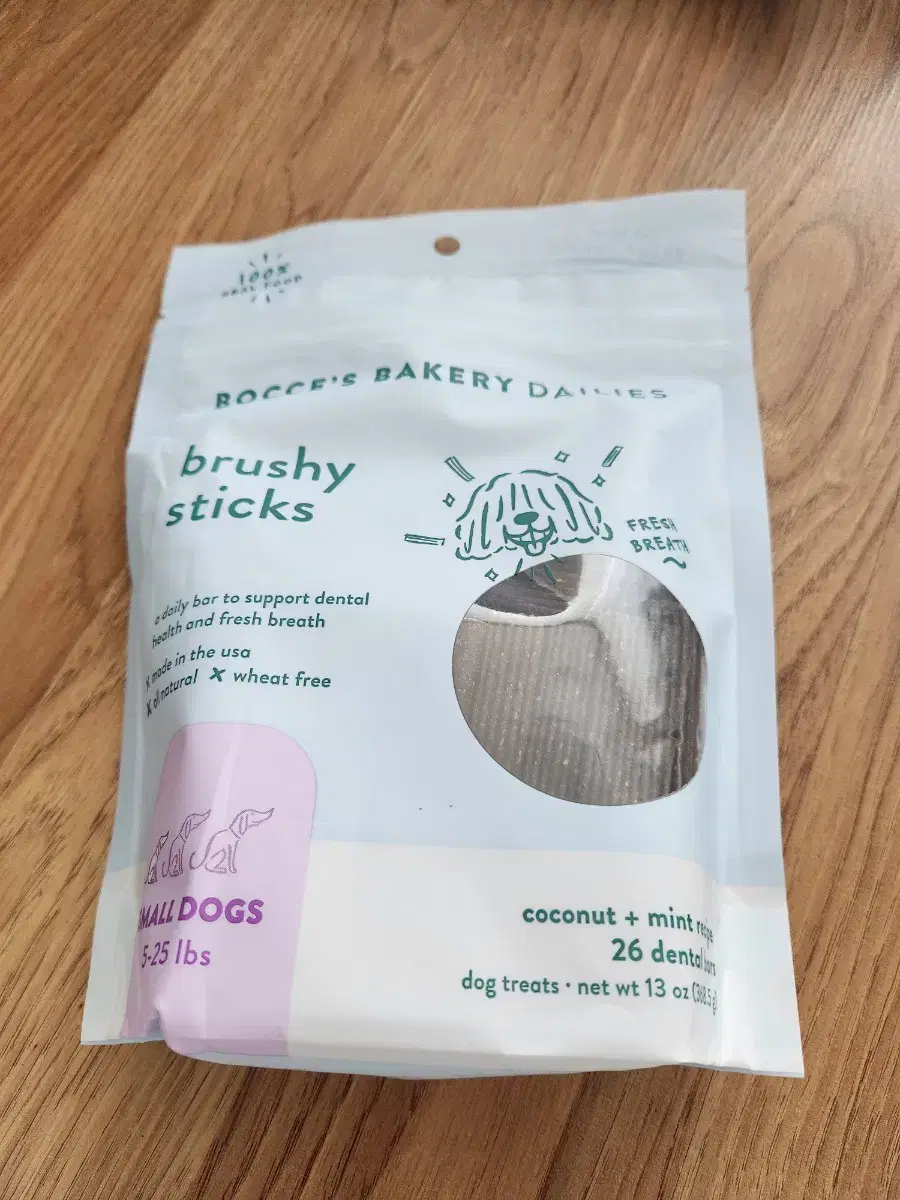 100%
REAL FOOD
BOCCE'S BAKERY DAILIES
brushy
sticks
FRESH
BREATH
a daily bar to support dental
health and fresh breath
x made in the usa
x all natural x wheat free
SMALL DOGS
5-25 lbs
coconut + mint recipe
26 dental bars
dog treats • net wt 13 oz (368.5 g)